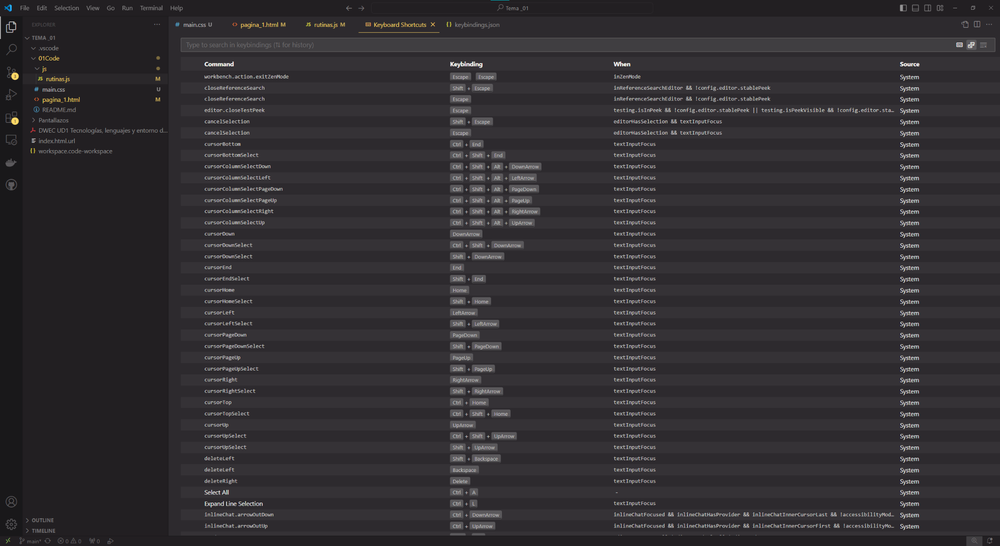 File Edit Selection View Go Run Terminal Help
Tema _01
EXPLORER
main.css U
pagina_1.html M
JS rutinas.js M
Keyboard Shortcuts
{} keybindings.json
TEMA _01
.vscode
01Code
js
JS rutinas.js M
# main.css U
<> pagina_1.html M
README.md
Pantallazos
DWEC UD1 Tecnologías, lenguajes y entorno d...
index.html.url
{} workspace.code-workspace
3
1
OUTLINE
TIMELINE
Type to search in keybindings (⇅ for history)
Command Keybinding When Source
workbench.action.exitZenMode Escape Escape inZenMode System
closeReferenceSearch Shift + Escape inReferenceSearchEditor && !config.editor.stablePeek System
closeReferenceSearch Escape inReferenceSearchEditor && !config.editor.stablePeek System
editor.closeTestPeek Escape testing.isInPeek && !config.editor.stablePeek || testing.isPeekVisible && !config.editor.sta... System
cancelSelection Shift + Escape editorHasSelection && textInputFocus System
cancelSelection Escape editorHasSelection && textInputFocus System
cursorBottom Ctrl + End textInputFocus System
cursorBottomSelect Ctrl + Shift + End textInputFocus System
cursorColumnSelectDown Ctrl + Shift + Alt + DownArrow textInputFocus System
cursorColumnSelectLeft Ctrl + Shift + Alt + LeftArrow textInputFocus System
cursorColumnSelectPageDown Ctrl + Shift + Alt + PageDown textInputFocus System
cursorColumnSelectPageUp Ctrl + Shift + Alt + PageUp textInputFocus System
cursorColumnSelectRight Ctrl + Shift + Alt + RightArrow textInputFocus System
cursorColumnSelectUp Ctrl + Shift + Alt + UpArrow textInputFocus System
cursorDown DownArrow textInputFocus System
cursorDownSelect Ctrl + Shift + DownArrow textInputFocus System
cursorDownSelect Shift + DownArrow textInputFocus System
cursorEnd End textInputFocus System
cursorEndSelect Shift + End textInputFocus System
cursorHome Home textInputFocus System
cursorHomeSelect Shift + Home textInputFocus System
cursorLeft LeftArrow textInputFocus System
cursorLeftSelect Shift + LeftArrow textInputFocus System
cursorPageDown PageDown textInputFocus System
cursorPageDownSelect Shift + PageDown textInputFocus System
cursorPageUp PageUp textInputFocus System
cursorPageUpSelect Shift + PageUp textInputFocus System
cursorRight RightArrow textInputFocus System
cursorRightSelect Shift + RightArrow textInputFocus System
cursorTop Ctrl + Home textInputFocus System
cursorTopSelect Ctrl + Shift + Home textInputFocus System
cursorUp UpArrow textInputFocus System
cursorUpSelect Ctrl + Shift + UpArrow textInputFocus System
cursorUpSelect Shift + UpArrow textInputFocus System
deleteLeft Shift + Backspace textInputFocus System
deleteLeft Backspace textInputFocus System
deleteRight Delete textInputFocus System
Select All Ctrl + A - System
Expand Line Selection Ctrl + L textInputFocus System
inlineChat.arrowOutDown Ctrl + DownArrow inlineChatFocused && inlineChatHasProvider && inlineChatInnerCursorLast && !accessibilityMod... System
inlineChat.arrowOutUp Ctrl + UpArrow inlineChatFocused && inlineChatHasProvider && inlineChatInnerCursorFirst && !accessibilityMo... System
main* 0 0 0